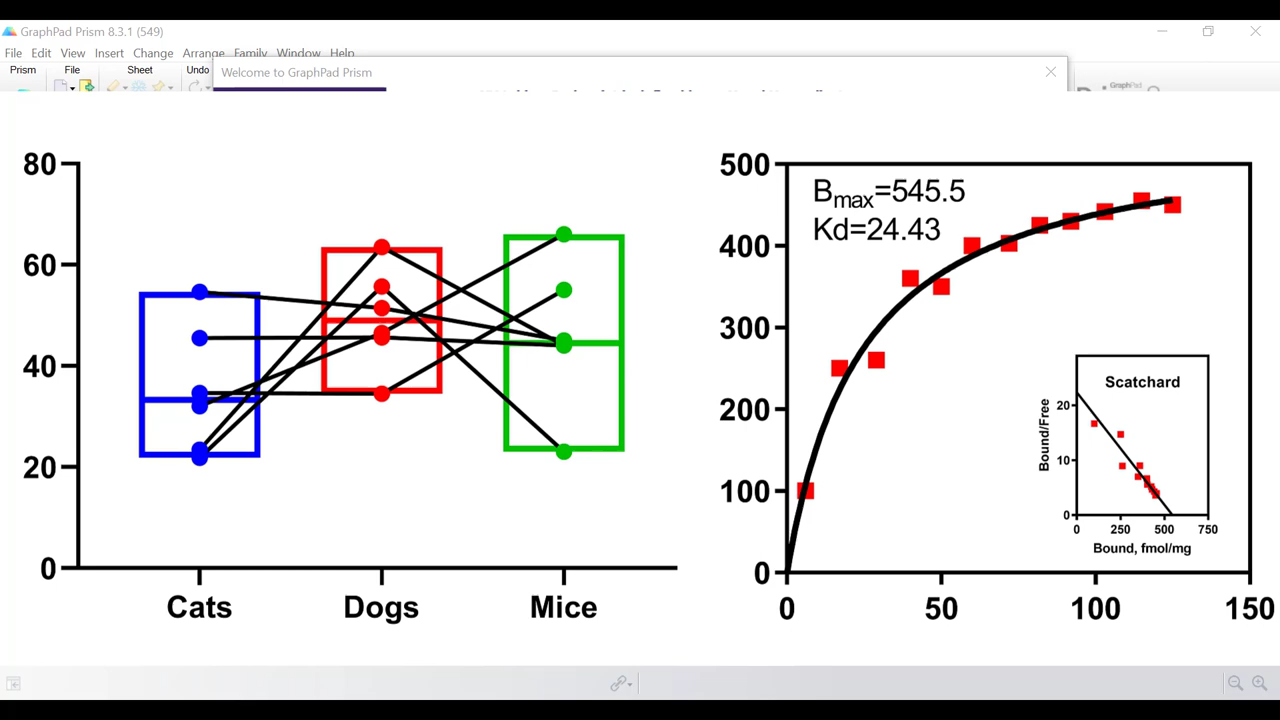 GraphPad Prism 8.3.1 (549)
File Edit View Insert Change Arrange Family Window Help
Prism File Sheet Undo
Welcome to GraphPad Prism
GraphPad
80
60
40
20
0
Cats Dogs Mice
500
400
300
200
100
0
0 50 100 150
Bmax=545.5
Kd=24.43
Scatchard
Bound/Free
20
10
0
0 250 500 750
Bound, fmol/mg